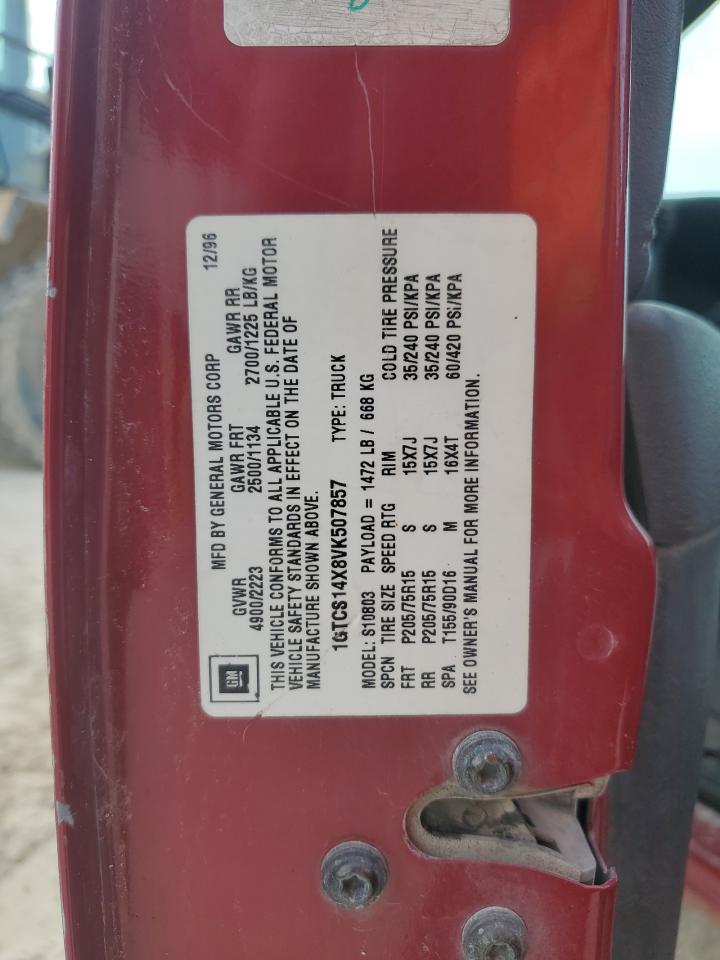 MFD BY GENERAL MOTORS CORP 12/96
GVWR GAWR FRT GAWR RR
4900/2223 2500/1134 2700/1225 LB/KG
THIS VEHICLE CONFORMS TO ALL APPLICABLE U.S. FEDERAL MOTOR
VEHICLE SAFETY STANDARDS IN EFFECT ON THE DATE OF
MANUFACTURE SHOWN ABOVE.
1GTCS14X8VK507857 TYPE: TRUCK
MODEL: S10803 PAYLOAD = 1472 LB / 668 KG
SPCN TIRE SIZE SPEED RTG RIM COLD TIRE PRESSURE
FRT P205/75R15 S 15X7J 35/240 PSI/KPA
RR P205/75R15 S 15X7J 35/240 PSI/KPA
SPA T155/90D16 M 16X4T 60/420 PSI/KPA
SEE OWNER'S MANUAL FOR MORE INFORMATION.
GM